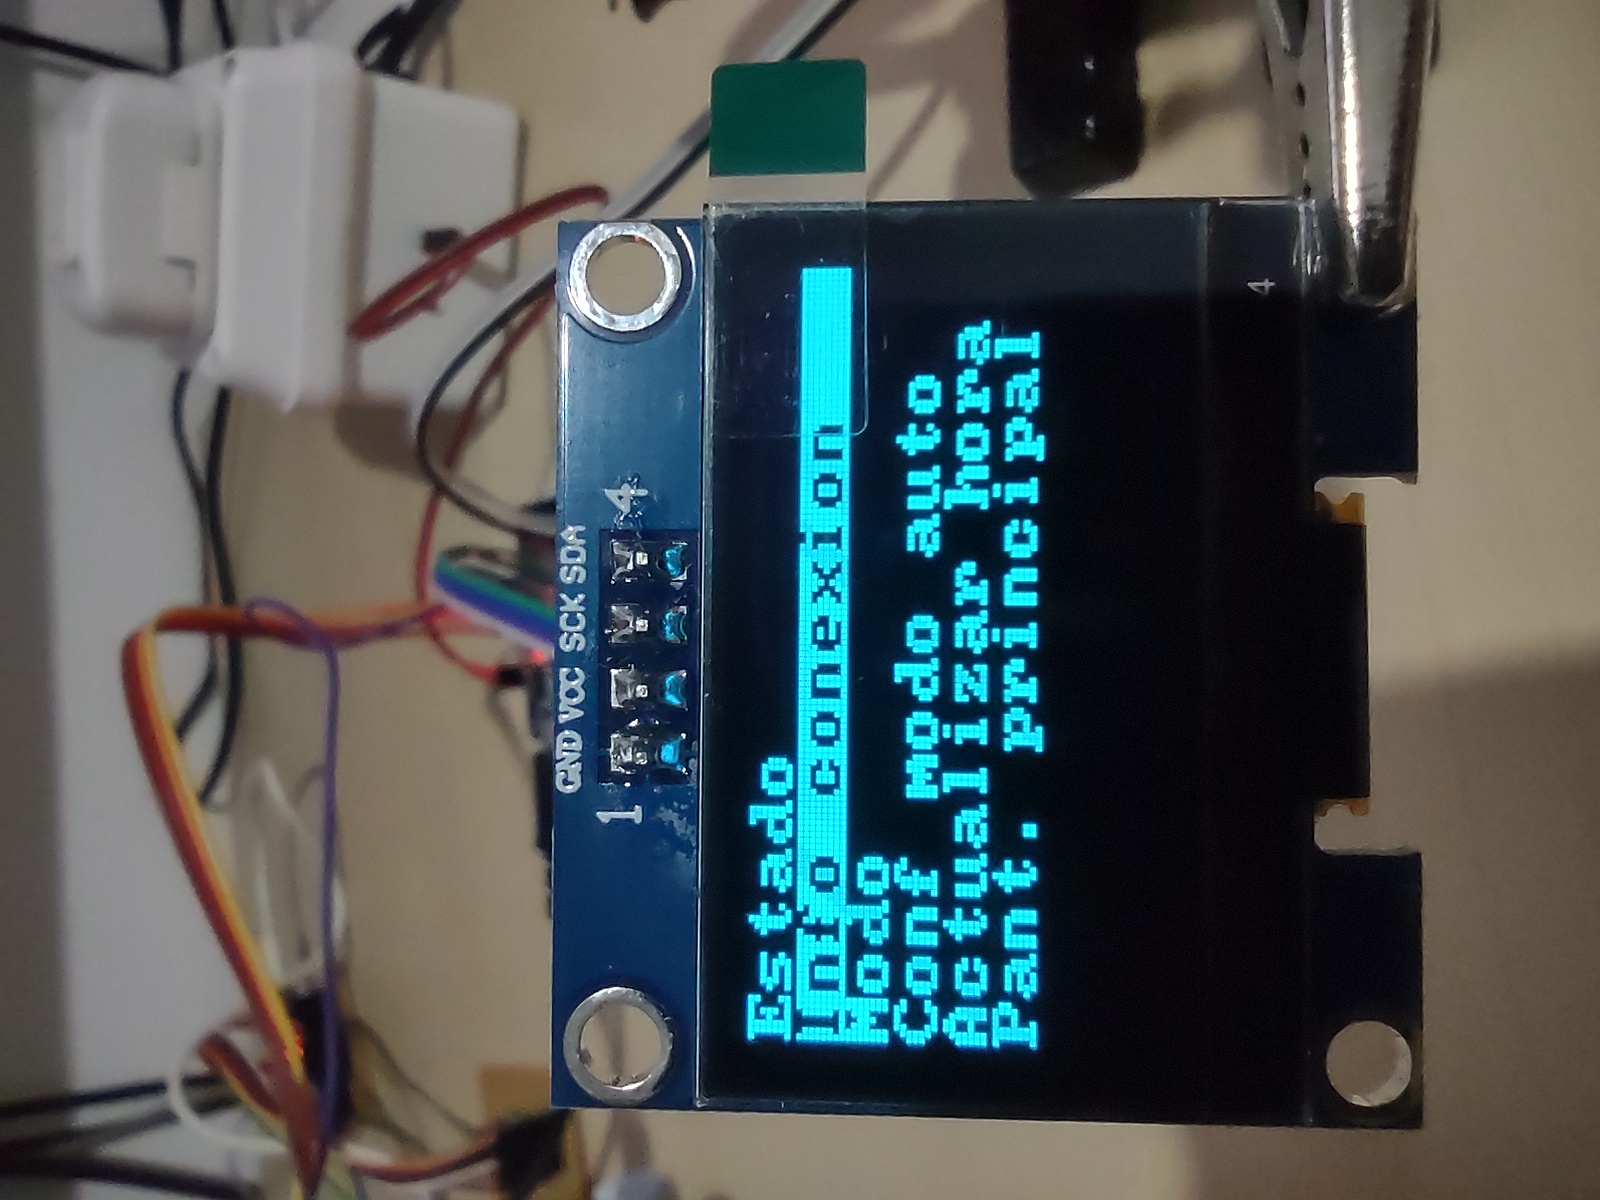 GND VCC SCK SDA
1 4
Estado
Info conexion
Modo
Conf modo auto
Actualizar hora
Pant. principal
4